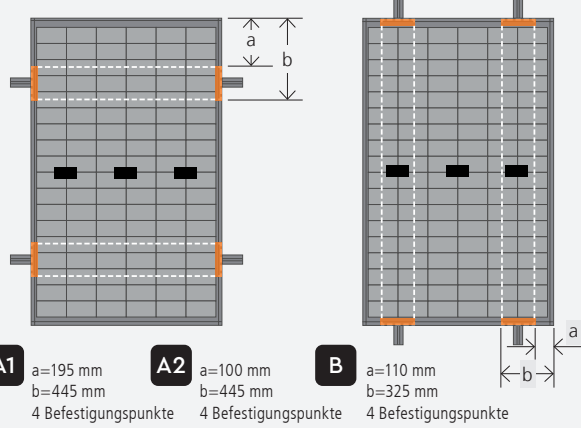 a
b
a
b
A1
a=195 mm
b=445 mm
4 Befestigungspunkte
A2
a=100 mm
b=445 mm
4 Befestigungspunkte
B
a=110 mm
b=325 mm
4 Befestigungspunkte